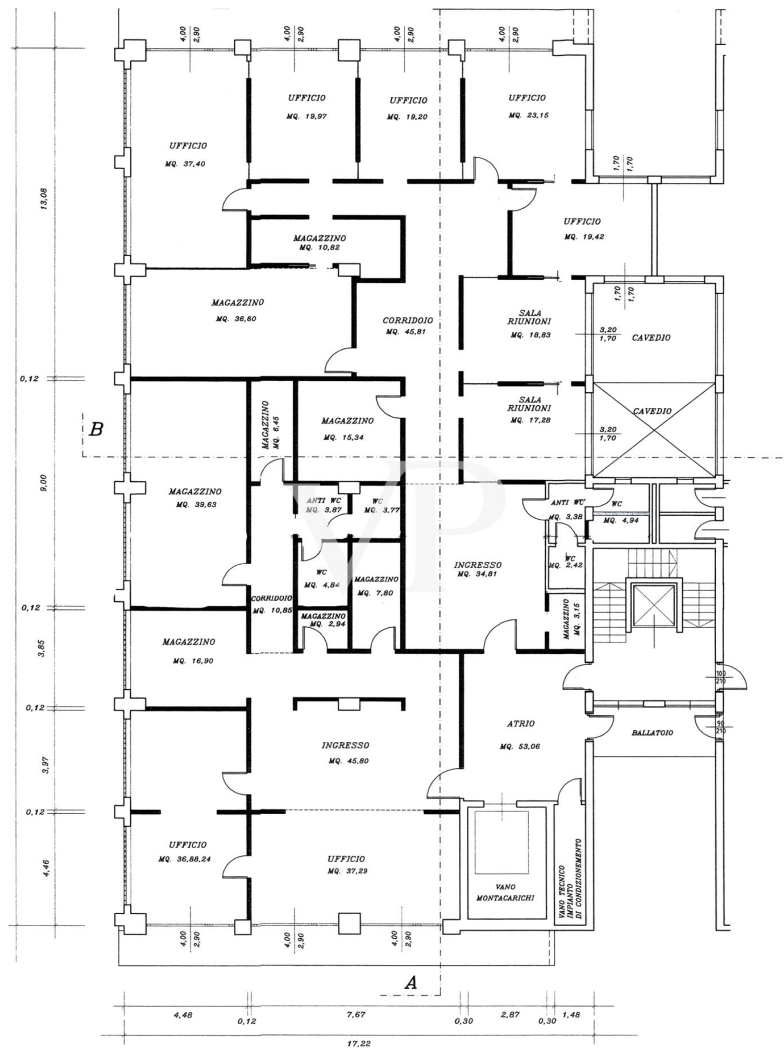 4,00
2,90
4,00
2,90
4,00
2,90
4,00
2,90
UFFICIO
MQ. 37,40
UFFICIO
MQ. 19,97
UFFICIO
MQ. 19,20
UFFICIO
MQ. 23,15
1,70
1,70
13,08
UFFICIO
MQ. 19,42
MAGAZZINO
MQ. 10,82
1,70
1,70
MAGAZZINO
MQ. 36,80
CORRIDOIO
MQ. 45,81
SALA
RIUNIONI
MQ. 18,83
3,20
1,70
CAVEDIO
0,12
SALA
RIUNIONI
MQ. 17,28
CAVEDIO
3,20
1,70
B
MAGAZZINO
MQ. 6,45
MAGAZZINO
MQ. 15,34
9,00
MAGAZZINO
MQ. 39,63
ANTI WC
MQ. 3,87
WC
MQ. 3,77
ANTI WC
MQ. 3,38
WC
MQ. 4,94
VP
WC
MQ. 4,84
MAGAZZINO
MQ. 7,80
INGRESSO
MQ. 34,81
WC
MQ. 2,42
CORRIDOIO
MQ. 10,85
MAGAZZINO
MQ. 2,94
MAGAZZINO
MQ. 3,15
0,12
3,85
MAGAZZINO
MQ. 16,90
100
210
0,12
ATRIO
MQ. 53,06
90
210
BALLATOIO
3,97
INGRESSO
MQ. 45,80
0,12
4,46
UFFICIO
MQ. 36,88,24
UFFICIO
MQ. 37,29
VANO
MONTACARICHI
VANO TECNICO
IMPIANTO
DI CONDIZIONEMENTO
4,00
2,90
4,00
2,90
4,00
2,90
A
4,48
0,12
7,67
0,30
2,87
0,30
1,48
17,22